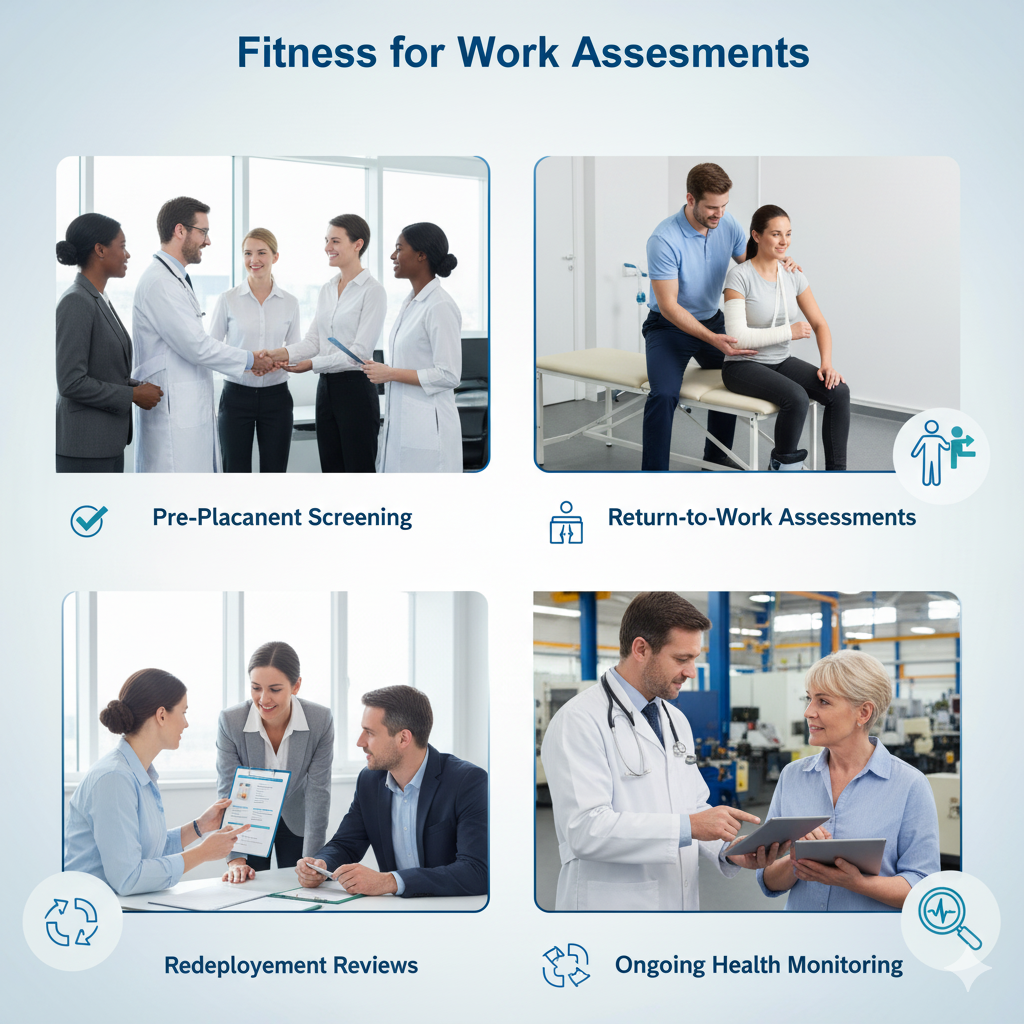 Fitness for Work Assesments
Pre-Placanent Screening
Return-to-Work Assessments
Redeployement Reviews
Ongoing Health Monitoring